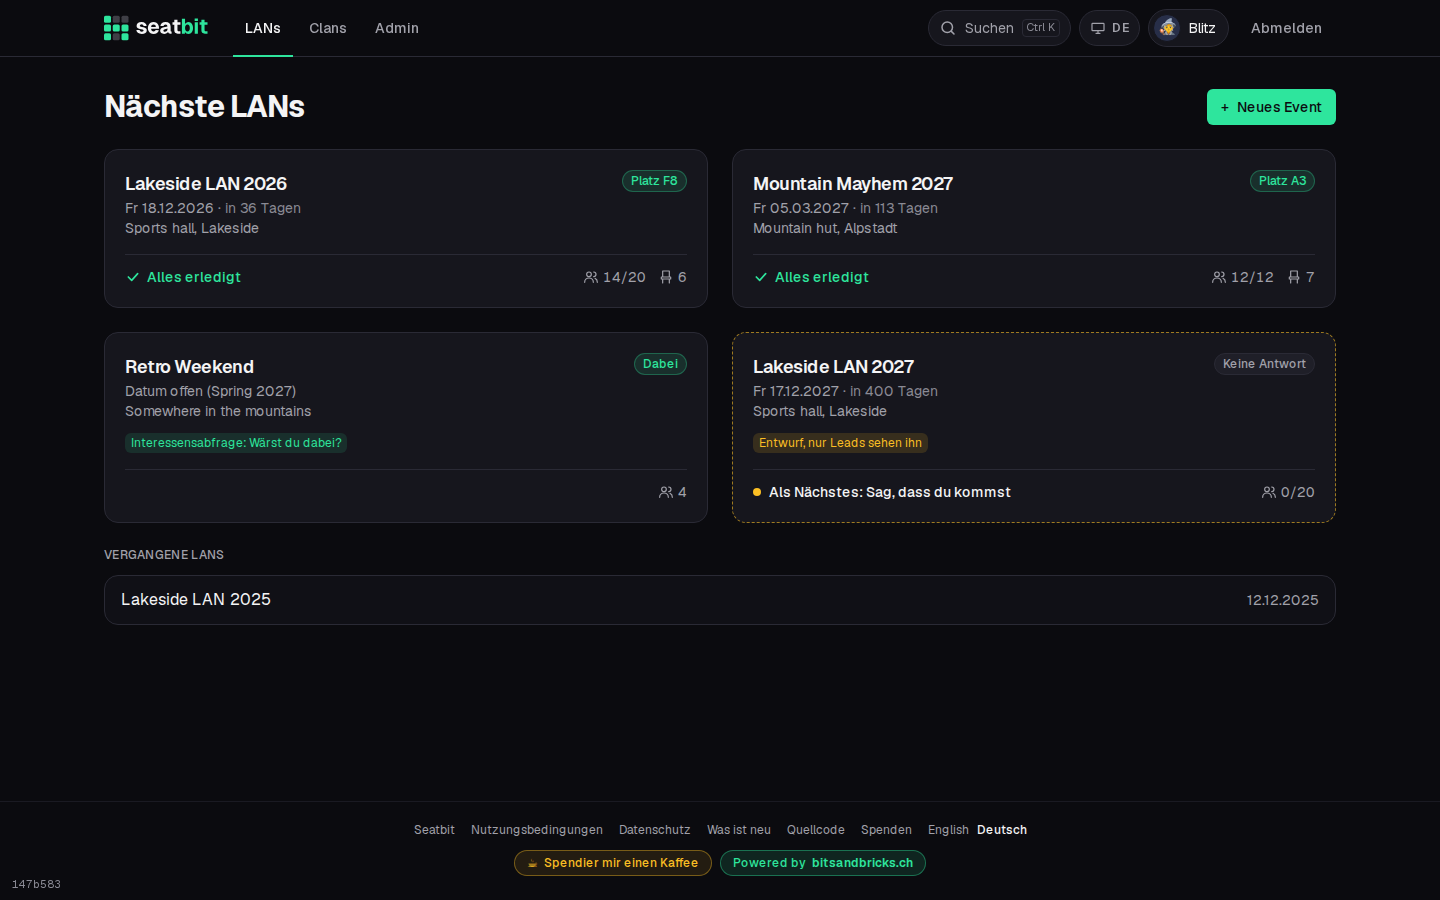 seatbit
LANs
Clans
Admin
Suchen
Ctrl K
DE
Blitz
Abmelden
Nächste LANs
+ Neues Event
Lakeside LAN 2026
Platz F8
Fr 18.12.2026 · in 36 Tagen
Sports hall, Lakeside
Alles erledigt
14/20
6
Mountain Mayhem 2027
Platz A3
Fr 05.03.2027 · in 113 Tagen
Mountain hut, Alpstadt
Alles erledigt
12/12
7
Retro Weekend
Dabei
Datum offen (Spring 2027)
Somewhere in the mountains
Interessensabfrage: Wärst du dabei?
4
Lakeside LAN 2027
Keine Antwort
Fr 17.12.2027 · in 400 Tagen
Sports hall, Lakeside
Entwurf, nur Leads sehen ihn
Als Nächstes: Sag, dass du kommst
0/20
VERGANGENE LANS
Lakeside LAN 2025
12.12.2025
Seatbit
Nutzungsbedingungen
Datenschutz
Was ist neu
Quellcode
Spenden
English
Deutsch
Spendier mir einen Kaffee
Powered by bitsandbricks.ch
147b583